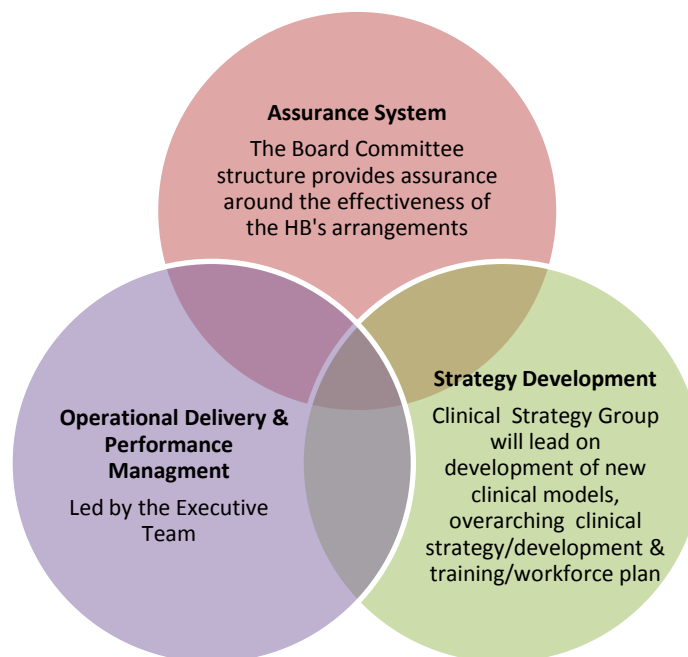 Assurance System
The Board Committee
structure provides assurance
around the effectiveness of
the HB's arrangements
Operational Delivery &
Performance
Managment
Led by the Executive
Team
Strategy Development
Clinical Strategy Group
will lead on
development of new
clinical models,
overarching clinical
strategy/development &
training/workforce plan